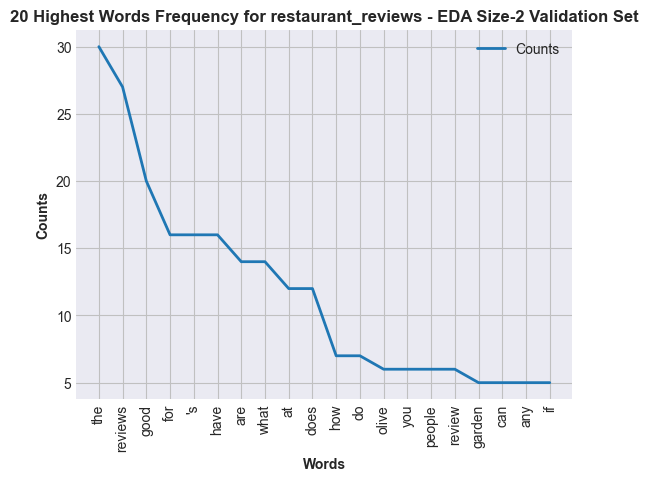 20 Highest Words Frequency for restaurant_reviews - EDA Size-2 Validation Set
Counts
30
25
20
15
10
5
Counts
the
reviews
good
for
's
have
are
what
at
does
how
do
olive
you
people
review
garden
can
any
if
Words